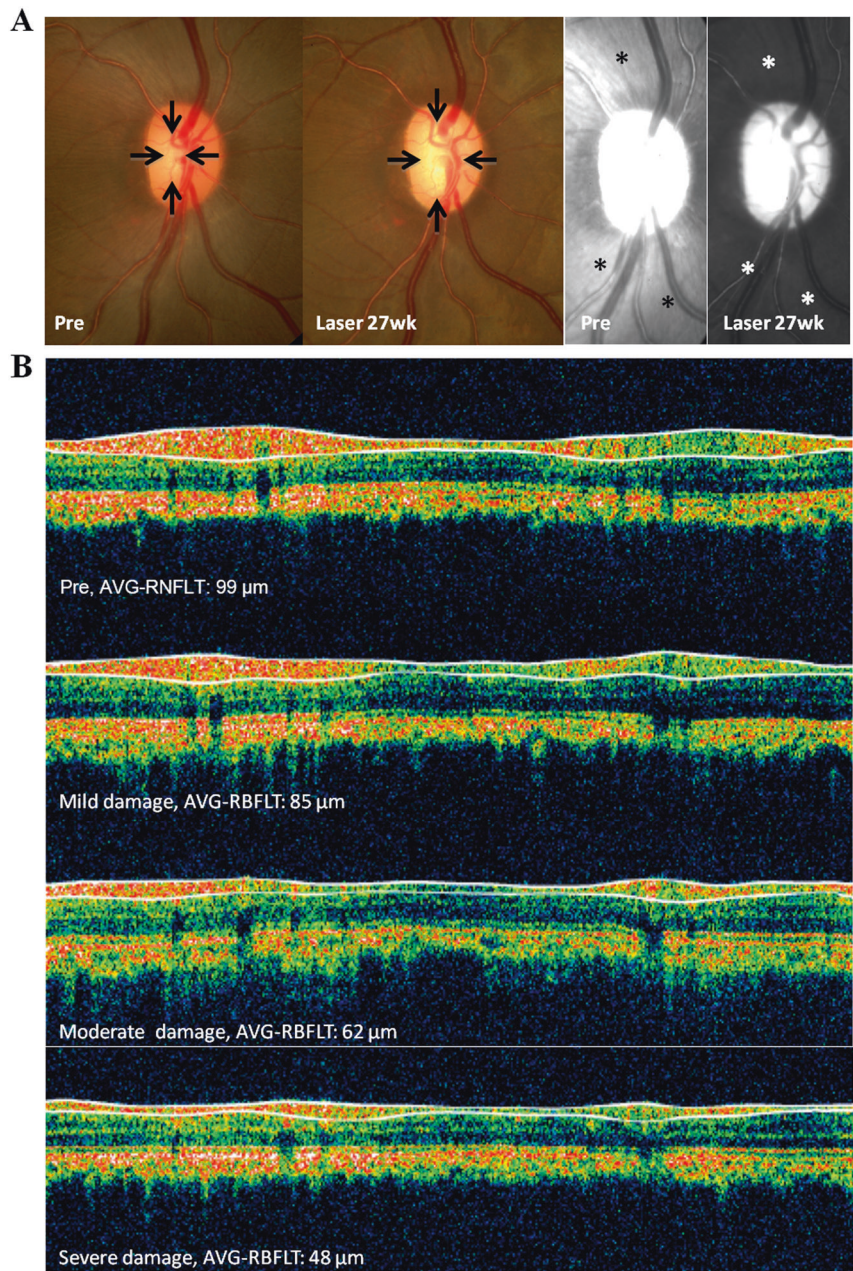 A
Pre
Laser 27wk
Pre
Laser 27wk
B
Pre, AVG-RNFLT: 99 µm
Mild damage, AVG-RBFLT: 85 µm
Moderate damage, AVG-RBFLT: 62 µm
Severe damage, AVG-RBFLT: 48 µm